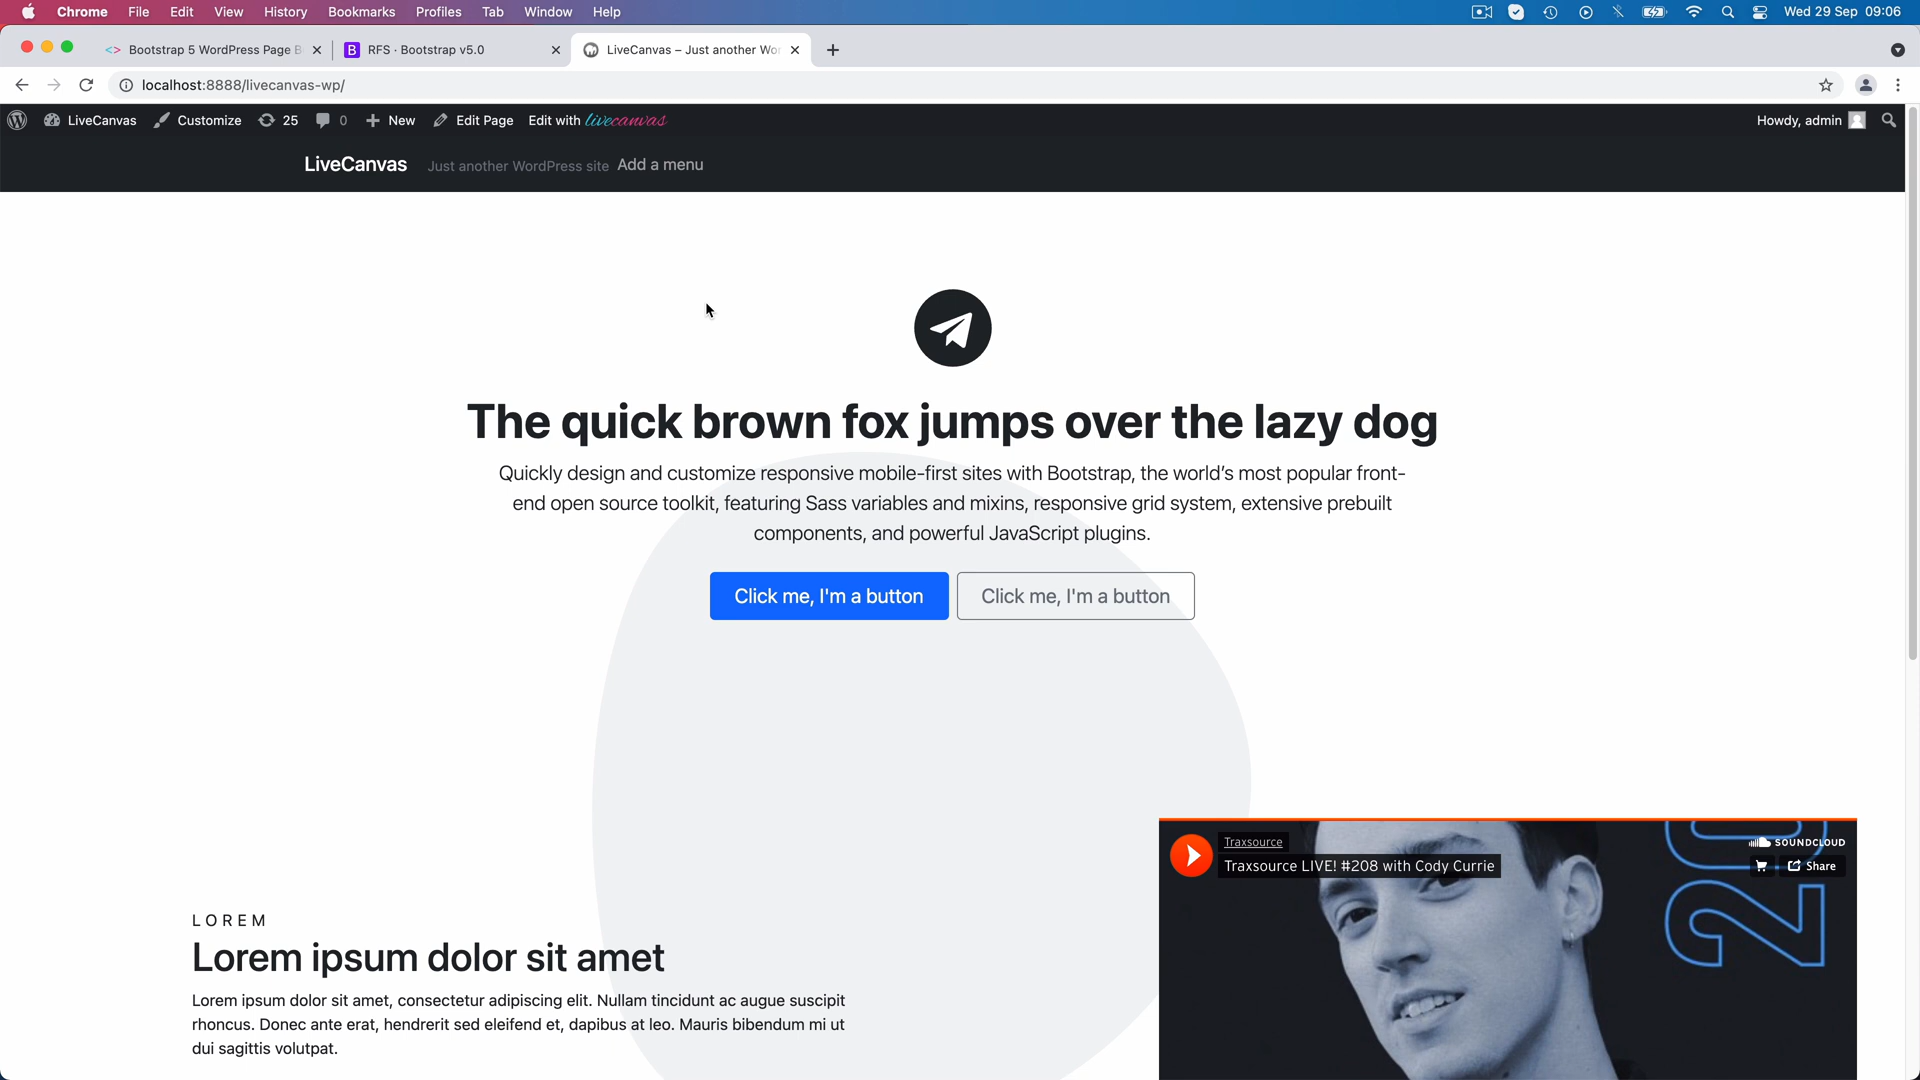 Chrome File Edit View History Bookmarks Profiles Tab Window Help Wed 29 Sep 09:06
<> Bootstrap 5 WordPress Page B RFS · Bootstrap v5.0 LiveCanvas – Just another Wor
localhost:8888/livecanvas-wp/
LiveCanvas Customize 25 0 New Edit Page Edit with livecanvas Howdy, admin
LiveCanvas Just another WordPress site Add a menu
The quick brown fox jumps over the lazy dog
Quickly design and customize responsive mobile-first sites with Bootstrap, the world's most popular front-
end open source toolkit, featuring Sass variables and mixins, responsive grid system, extensive prebuilt
components, and powerful JavaScript plugins.
Click me, I'm a button Click me, I'm a button
Traxsource SOUNDCLOUD
Traxsource LIVE! #208 with Cody Currie Share
LOREM
Lorem ipsum dolor sit amet
Lorem ipsum dolor sit amet, consectetur adipiscing elit. Nullam tincidunt ac augue suscipit
rhoncus. Donec ante erat, hendrerit sed eleifend et, dapibus at leo. Mauris bibendum mi ut
dui sagittis volutpat.